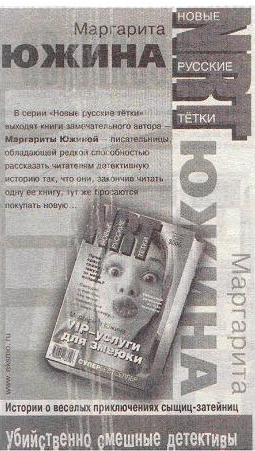 Маргарита
ЮЖИНА
НОВЫЕ
РУССКИЕ
ТЁТКИ
NRT
В серии «Новые русские тётки»
выходят книги замечательного автора —
Маргариты Южиной — писательницы,
обладающей редкой способностью
рассказать читателям детективную
историю так, что они, закончив читать
одну ее книгу, тут же бросаются
покупать новую ...
Маргарита
ЮЖИНА
VIP-услуги
для змеюки
www.eksmo.ru
Истории о веселых приключениях сыщиц-затейниц
Убийственно смешные детективы